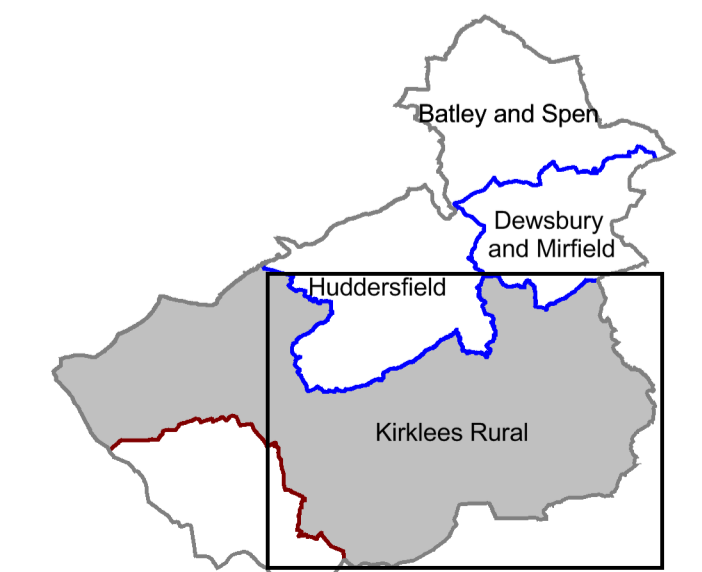 Batley and Spen
Dewsbury
and Mirfield
Huddersfield
Kirklees Rural